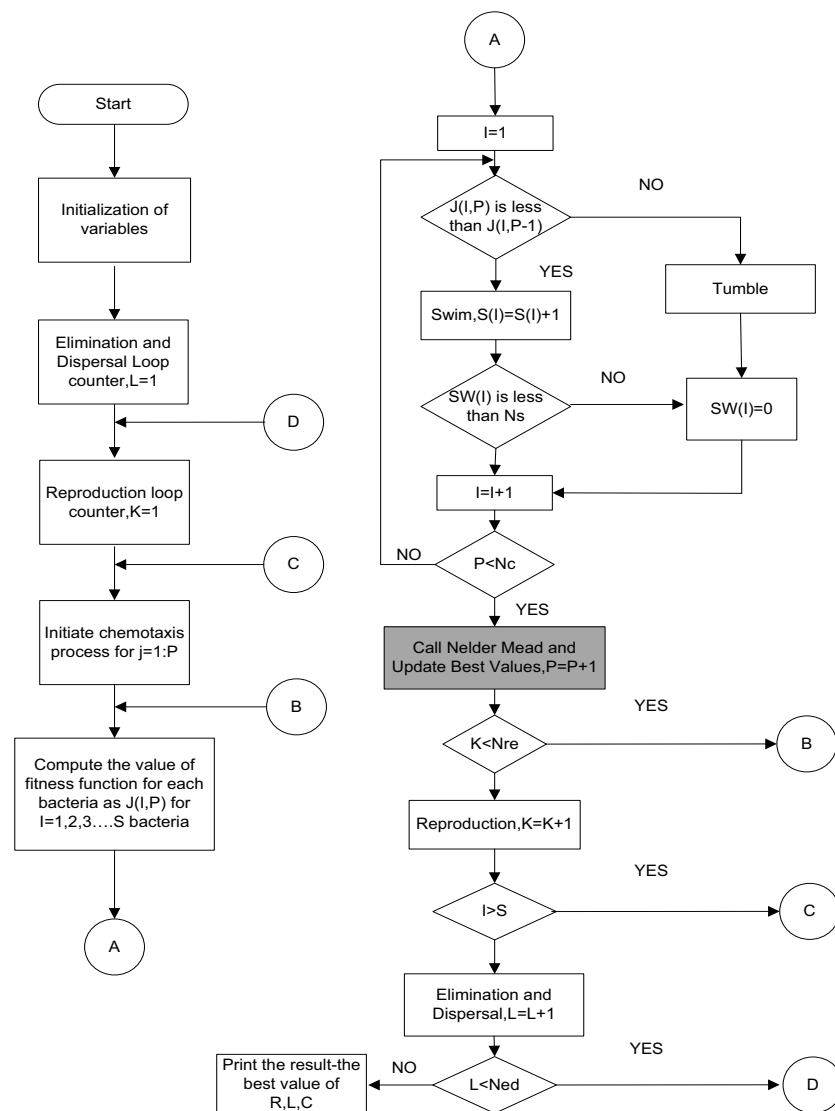 Start
Initialization of
variables
Elimination and
Dispersal Loop
counter,L=1
D
Reproduction loop
counter,K=1
C
Initiate chemotaxis
process for j=1:P
B
Compute the value of
fitness function for each
bacteria as J(I,P) for
I=1,2,3....S bacteria
A
A
I=1
J(I,P) is less
than J(I,P-1)
NO
YES
Tumble
Swim,S(I)=S(I)+1
SW(I) is less
than Ns
NO
SW(I)=0
I=I+1
P<Nc
NO
YES
Call Nelder Mead and
Update Best Values,P=P+1
K<Nre
YES
B
Reproduction,K=K+1
I>S
YES
C
Elimination and
Dispersal,L=L+1
L<Ned
YES
D
NO
Print the result-the
best value of
R,L,C